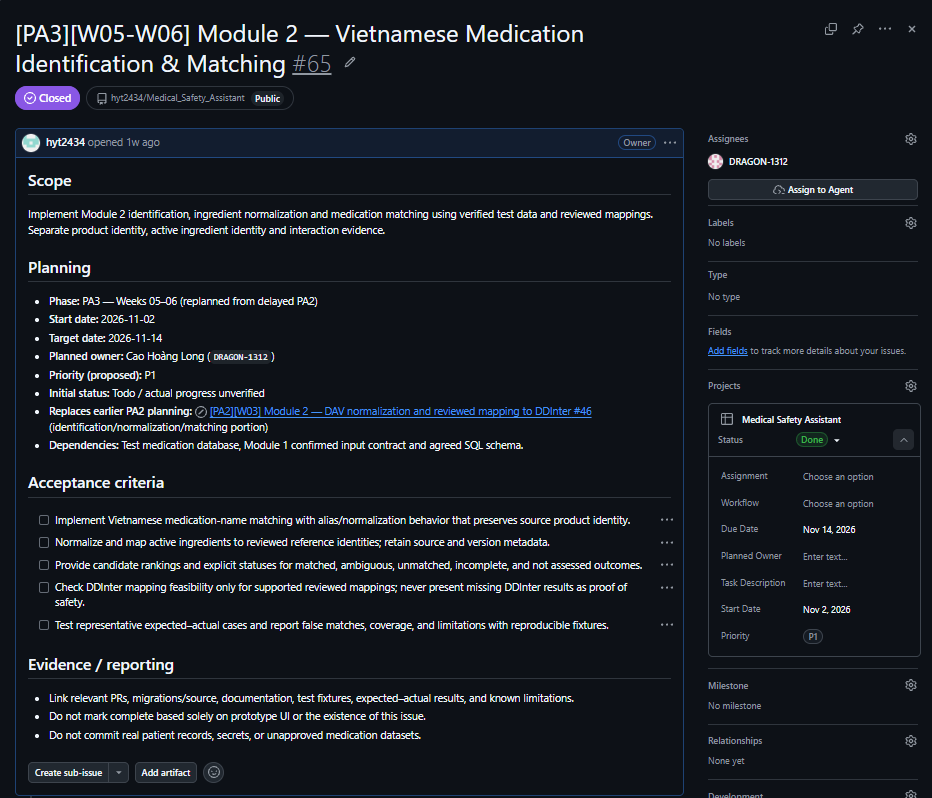 [PA3][W05-W06] Module 2 — Vietnamese Medication
Identification & Matching #65
Closed
hyt2434/Medical_Safety_Assistant
Public
hyt2434 opened 1w ago
Owner
Scope
Implement Module 2 identification, ingredient normalization and medication matching using verified test data and reviewed mappings.
Separate product identity, active ingredient identity and interaction evidence.
Planning
Phase: PA3 — Weeks 05–06 (replanned from delayed PA2)
Start date: 2026-11-02
Target date: 2026-11-14
Planned owner: Cao Hoàng Long ( DRAGON-1312 )
Priority (proposed): P1
Initial status: Todo / actual progress unverified
Replaces earlier PA2 planning: [PA2][W03] Module 2 — DAV normalization and reviewed mapping to DDInter #46
(identification/normalization/matching portion)
Dependencies: Test medication database, Module 1 confirmed input contract and agreed SQL schema.
Acceptance criteria
Implement Vietnamese medication-name matching with alias/normalization behavior that preserves source product identity.
Normalize and map active ingredients to reviewed reference identities; retain source and version metadata.
Provide candidate rankings and explicit statuses for matched, ambiguous, unmatched, incomplete, and not assessed outcomes.
Check DDInter mapping feasibility only for supported reviewed mappings; never present missing DDInter results as proof of
safety.
Test representative expected–actual cases and report false matches, coverage, and limitations with reproducible fixtures.
Evidence / reporting
Link relevant PRs, migrations/source, documentation, test fixtures, expected–actual results, and known limitations.
Do not mark complete based solely on prototype UI or the existence of this issue.
Do not commit real patient records, secrets, or unapproved medication datasets.
Create sub-issue
Add artifact
Assignees
DRAGON-1312
Assign to Agent
Labels
No labels
Type
No type
Fields
Add fields to track more details about your issues.
Projects
Medical Safety Assistant
Status
Done
Assignment
Choose an option
Workflow
Choose an option
Due Date
Nov 14, 2026
Planned Owner
Enter text...
Task Description
Enter text...
Start Date
Nov 2, 2026
Priority
P1
Milestone
No milestone
Relationships
None yet
Development